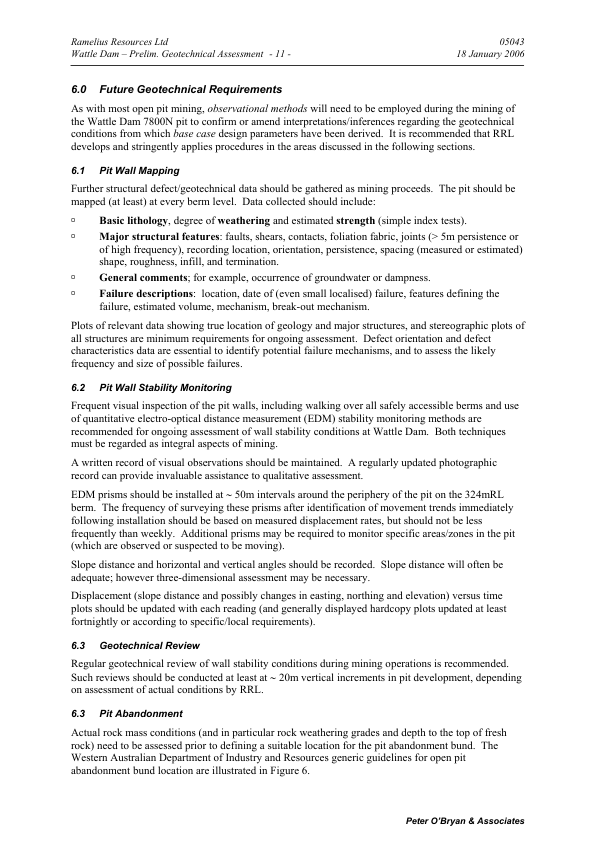 Ramelius Resources Ltd 05043
Wattle Dam – Prelim. Geotechnical Assessment - 11 - 18 January 2006
6.0 Future Geotechnical Requirements
As with most open pit mining, observational methods will need to be employed during the mining of
the Wattle Dam 7800N pit to confirm or amend interpretations/inferences regarding the geotechnical
conditions from which base case design parameters have been derived. It is recommended that RRL
develops and stringently applies procedures in the areas discussed in the following sections.
6.1 Pit Wall Mapping
Further structural defect/geotechnical data should be gathered as mining proceeds. The pit should be
mapped (at least) at every berm level. Data collected should include:
▫ Basic lithology, degree of weathering and estimated strength (simple index tests).
▫ Major structural features: faults, shears, contacts, foliation fabric, joints (> 5m persistence or
of high frequency), recording location, orientation, persistence, spacing (measured or estimated)
shape, roughness, infill, and termination.
▫ General comments; for example, occurrence of groundwater or dampness.
▫ Failure descriptions: location, date of (even small localised) failure, features defining the
failure, estimated volume, mechanism, break-out mechanism.
Plots of relevant data showing true location of geology and major structures, and stereographic plots of
all structures are minimum requirements for ongoing assessment. Defect orientation and defect
characteristics data are essential to identify potential failure mechanisms, and to assess the likely
frequency and size of possible failures.
6.2 Pit Wall Stability Monitoring
Frequent visual inspection of the pit walls, including walking over all safely accessible berms and use
of quantitative electro-optical distance measurement (EDM) stability monitoring methods are
recommended for ongoing assessment of wall stability conditions at Wattle Dam. Both techniques
must be regarded as integral aspects of mining.
A written record of visual observations should be maintained. A regularly updated photographic
record can provide invaluable assistance to qualitative assessment.
EDM prisms should be installed at ~ 50m intervals around the periphery of the pit on the 324mRL
berm. The frequency of surveying these prisms after identification of movement trends immediately
following installation should be based on measured displacement rates, but should not be less
frequently than weekly. Additional prisms may be required to monitor specific areas/zones in the pit
(which are observed or suspected to be moving).
Slope distance and horizontal and vertical angles should be recorded. Slope distance will often be
adequate; however three-dimensional assessment may be necessary.
Displacement (slope distance and possibly changes in easting, northing and elevation) versus time
plots should be updated with each reading (and generally displayed hardcopy plots updated at least
fortnightly or according to specific/local requirements).
6.3 Geotechnical Review
Regular geotechnical review of wall stability conditions during mining operations is recommended.
Such reviews should be conducted at least at ~ 20m vertical increments in pit development, depending
on assessment of actual conditions by RRL.
6.3 Pit Abandonment
Actual rock mass conditions (and in particular rock weathering grades and depth to the top of fresh
rock) need to be assessed prior to defining a suitable location for the pit abandonment bund. The
Western Australian Department of Industry and Resources generic guidelines for open pit
abandonment bund location are illustrated in Figure 6.
Peter O'Bryan & Associates